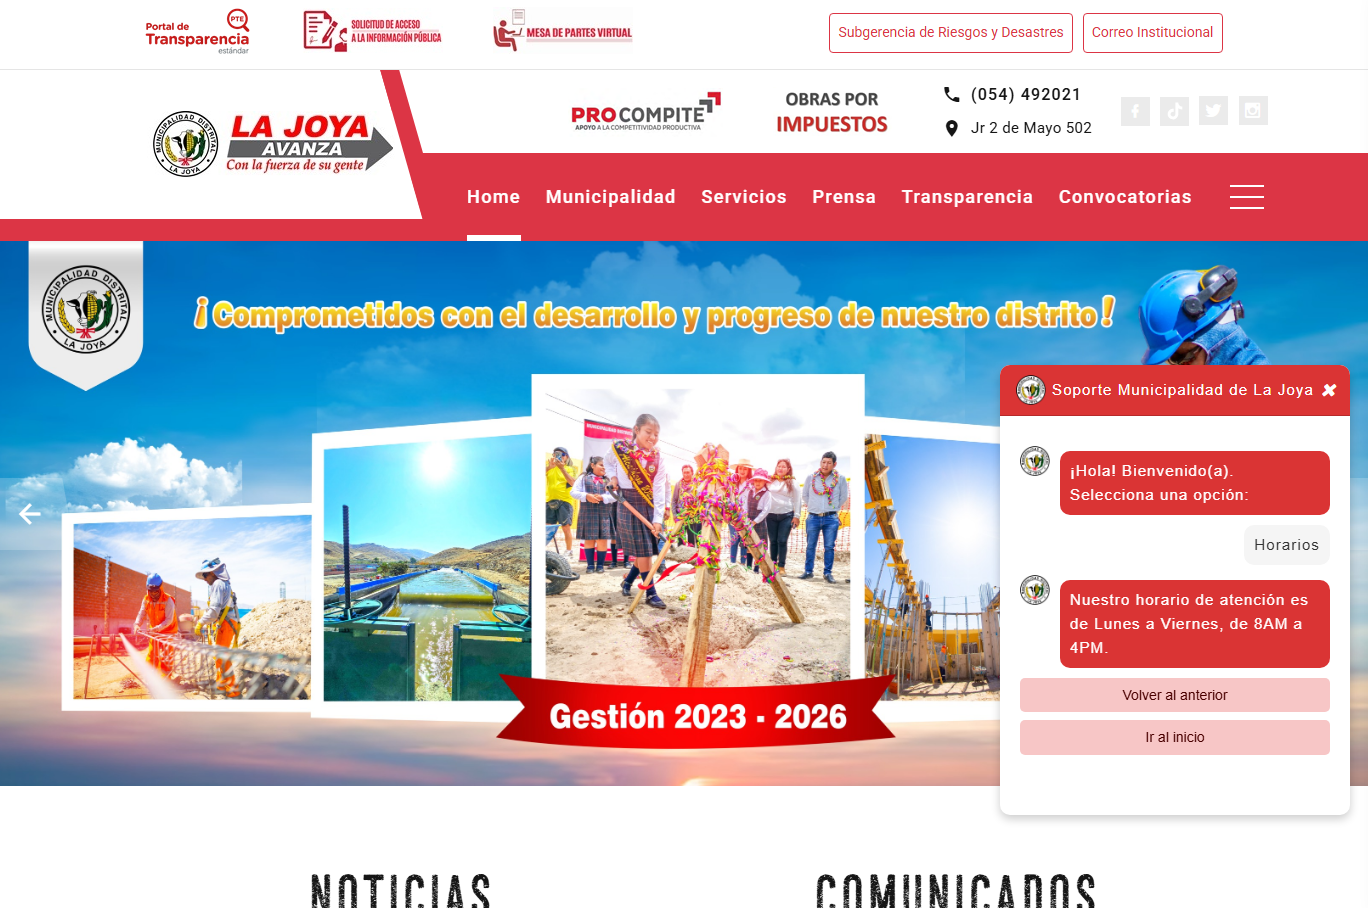 Portal de
Transparencia
estándar
PTE
SOLICITUD DE ACCESO
A LA INFORMACIÓN PÚBLICA
MESA DE PARTES VIRTUAL
Subgerencia de Riesgos y Desastres
Correo Institucional
MUNICIPALIDAD DISTRITAL
LA JOYA
LA JOYA
AVANZA
Con la fuerza de su gente
PROCOMPITE
APOYO A LA COMPETITIVIDAD PRODUCTIVA
OBRAS POR
IMPUESTOS
(054) 492021
Jr 2 de Mayo 502
Home
Municipalidad
Servicios
Prensa
Transparencia
Convocatorias
MUNICIPALIDAD DISTRITAL
LA JOYA
¡Comprometidos con el desarrollo y progreso de nuestro distrito!
Gestión 2023 - 2026
Soporte Municipalidad de La Joya
¡Hola! Bienvenido(a).
Selecciona una opción:
Horarios
Nuestro horario de atención es
de Lunes a Viernes, de 8AM a
4PM.
Volver al anterior
Ir al inicio
NOTICIAS
COMUNICADOS